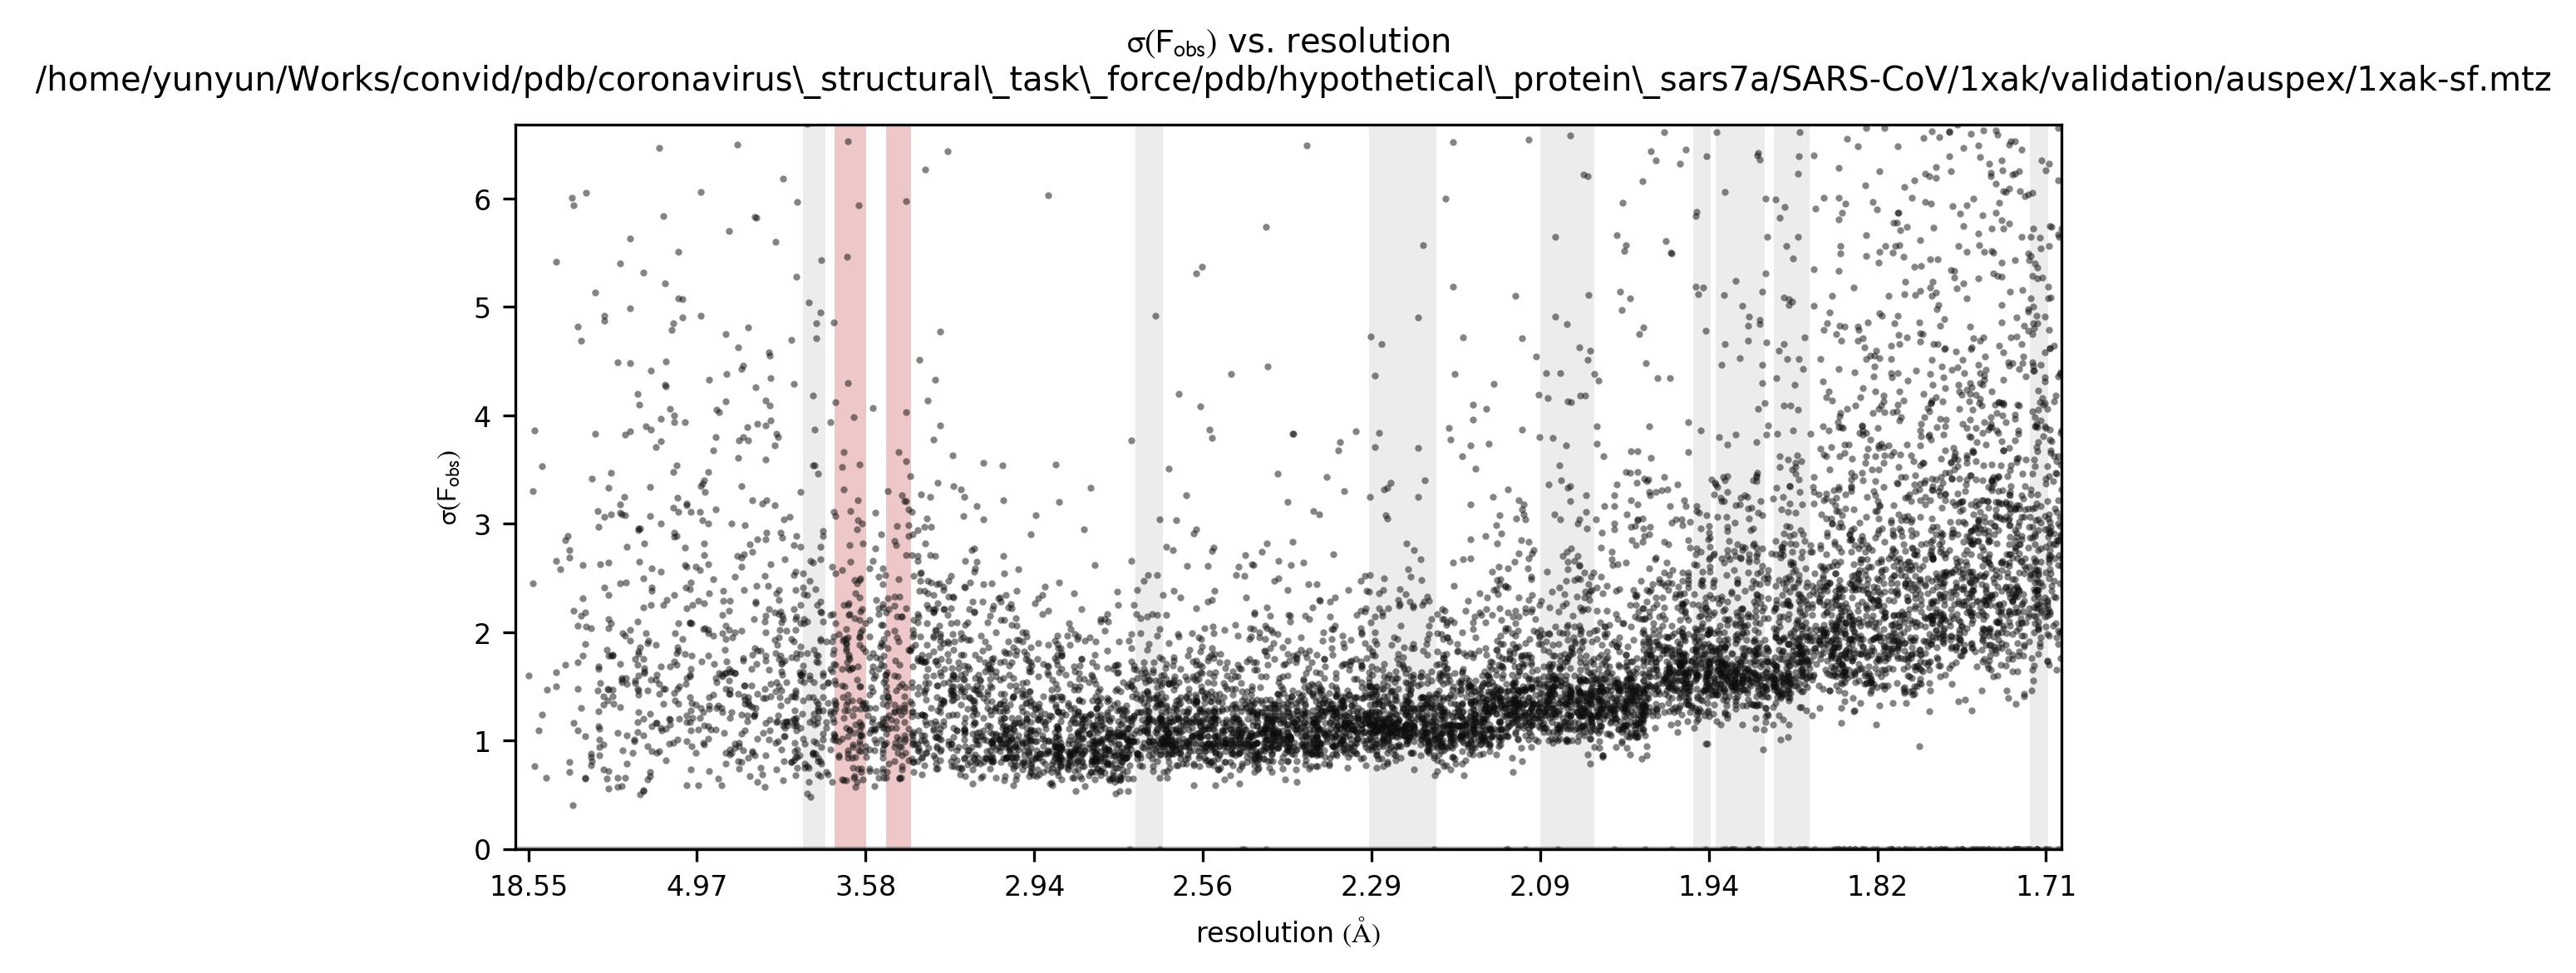 σ(Fobs) vs. resolution
/home/yunyun/Works/convid/pdb/coronavirus\_structural\_task\_force/pdb/hypothetical\_protein\_sars7a/SARS-CoV/1xak/validation/auspex/1xak-sf.mtz
σ(Fobs)
6
5
4
3
2
1
0
18.55 4.97 3.58 2.94 2.56 2.29 2.09 1.94 1.82 1.71
resolution (Å)